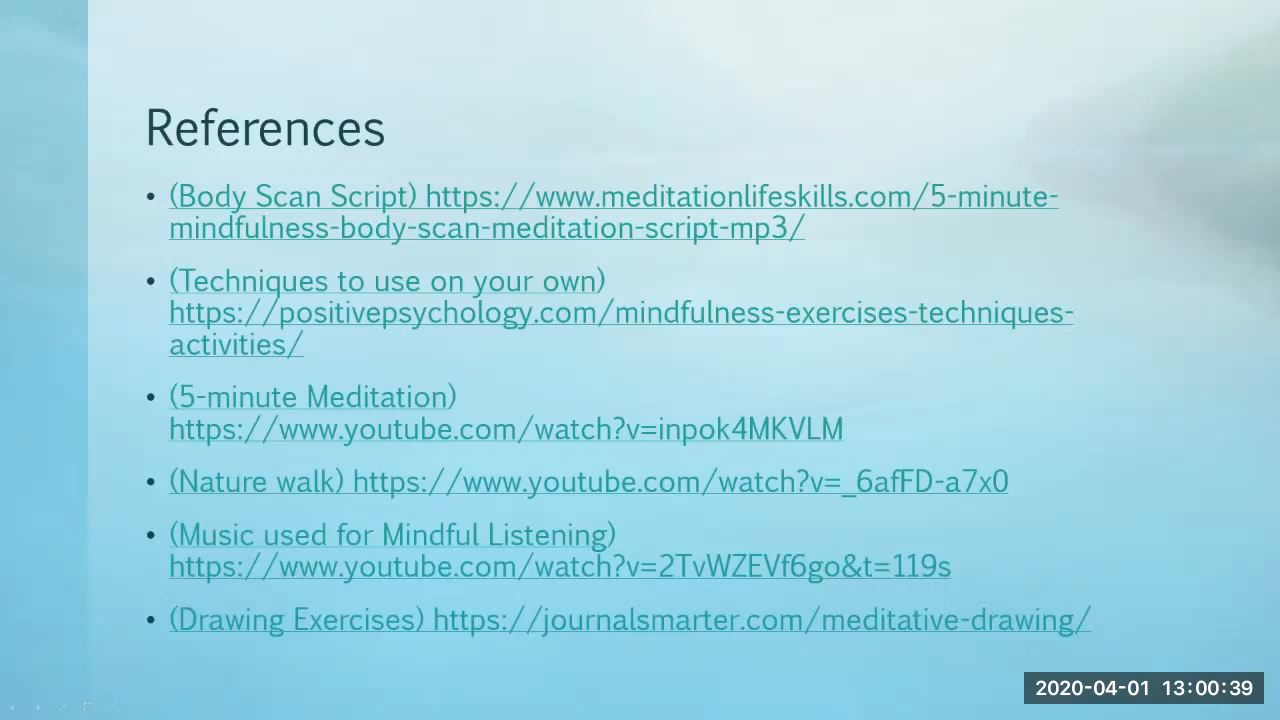 References
• (Body Scan Script) https://www.meditationlifeskills.com/5-minute-
mindfulness-body-scan-meditation-script-mp3/
• (Techniques to use on your own)
https://positivepsychology.com/mindfulness-exercises-techniques-
activities/
• (5-minute Meditation)
https://www.youtube.com/watch?v=inpok4MKVLM
• (Nature walk) https://www.youtube.com/watch?v=_6afFD-a7x0
• (Music used for Mindful Listening)
https://www.youtube.com/watch?v=2TvWZEVf6go&t=119s
• (Drawing Exercises) https://journalsmarter.com/meditative-drawing/
2020-04-01 13:00:39